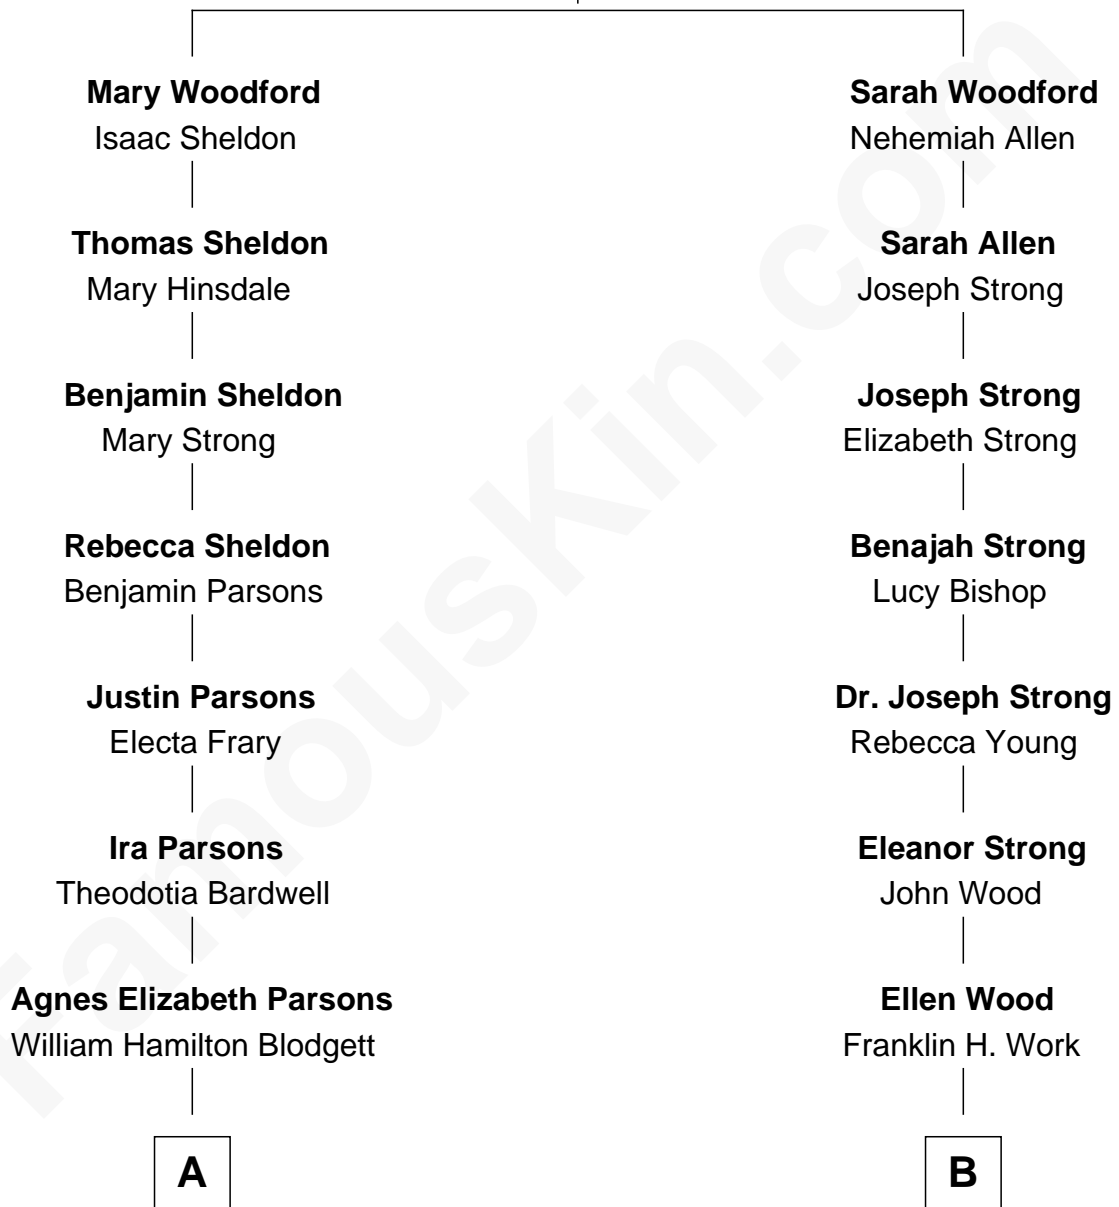 Mary Woodford
Isaac Sheldon
Thomas Sheldon
Mary Hinsdale
Benjamin Sheldon
Mary Strong
Rebecca Sheldon
Benjamin Parsons
Justin Parsons
Electa Frary
Ira Parsons
Theodotia Bardwell
Agnes Elizabeth Parsons
William Hamilton Blodgett
A
Sarah Woodford
Nehemiah Allen
Sarah Allen
Joseph Strong
Joseph Strong
Elizabeth Strong
Benajah Strong
Lucy Bishop
Dr. Joseph Strong
Rebecca Young
Eleanor Strong
John Wood
Ellen Wood
Franklin H. Work
B
FamousKin.com